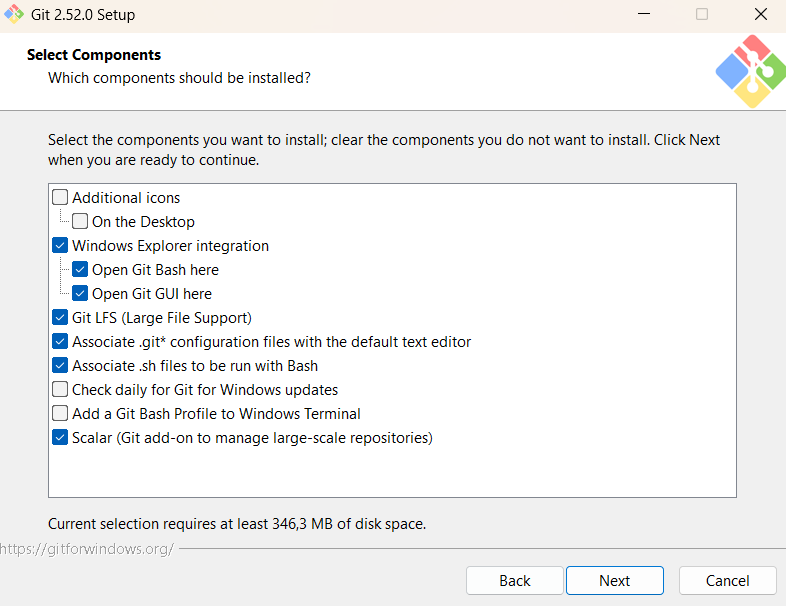 Git 2.52.0 Setup
Select Components
Which components should be installed?
Select the components you want to install; clear the components you do not want to install. Click Next
when you are ready to continue.
Additional icons
On the Desktop
Windows Explorer integration
Open Git Bash here
Open Git GUI here
Git LFS (Large File Support)
Associate .git* configuration files with the default text editor
Associate .sh files to be run with Bash
Check daily for Git for Windows updates
Add a Git Bash Profile to Windows Terminal
Scalar (Git add-on to manage large-scale repositories)
Current selection requires at least 346,3 MB of disk space.
https://gitforwindows.org/
Back Next Cancel